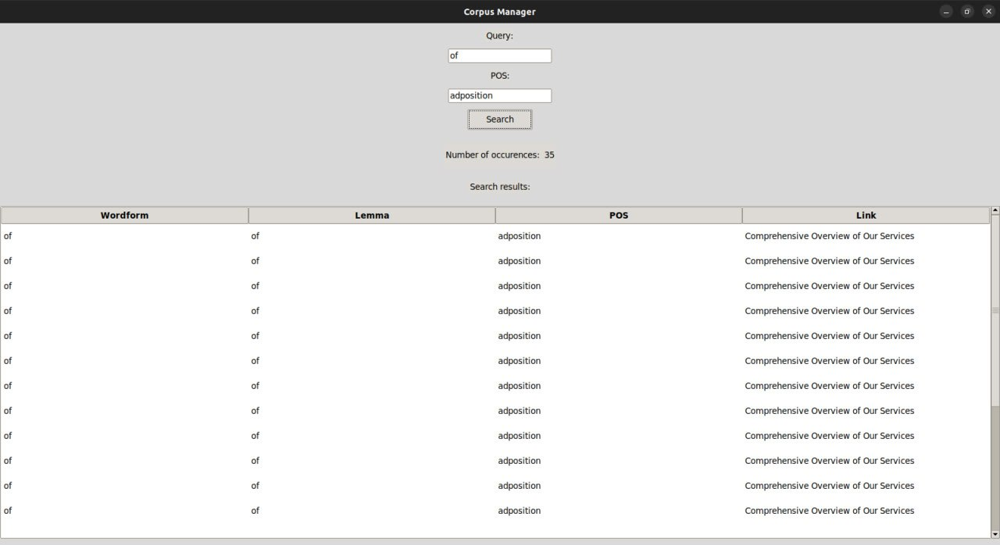 Corpus Manager
Query:
of
POS:
adposition
Search
Number of occurences: 35
Search results:
Wordform Lemma POS Link
of of adposition Comprehensive Overview of Our Services
of of adposition Comprehensive Overview of Our Services
of of adposition Comprehensive Overview of Our Services
of of adposition Comprehensive Overview of Our Services
of of adposition Comprehensive Overview of Our Services
of of adposition Comprehensive Overview of Our Services
of of adposition Comprehensive Overview of Our Services
of of adposition Comprehensive Overview of Our Services
of of adposition Comprehensive Overview of Our Services
of of adposition Comprehensive Overview of Our Services
of of adposition Comprehensive Overview of Our Services
of of adposition Comprehensive Overview of Our Services